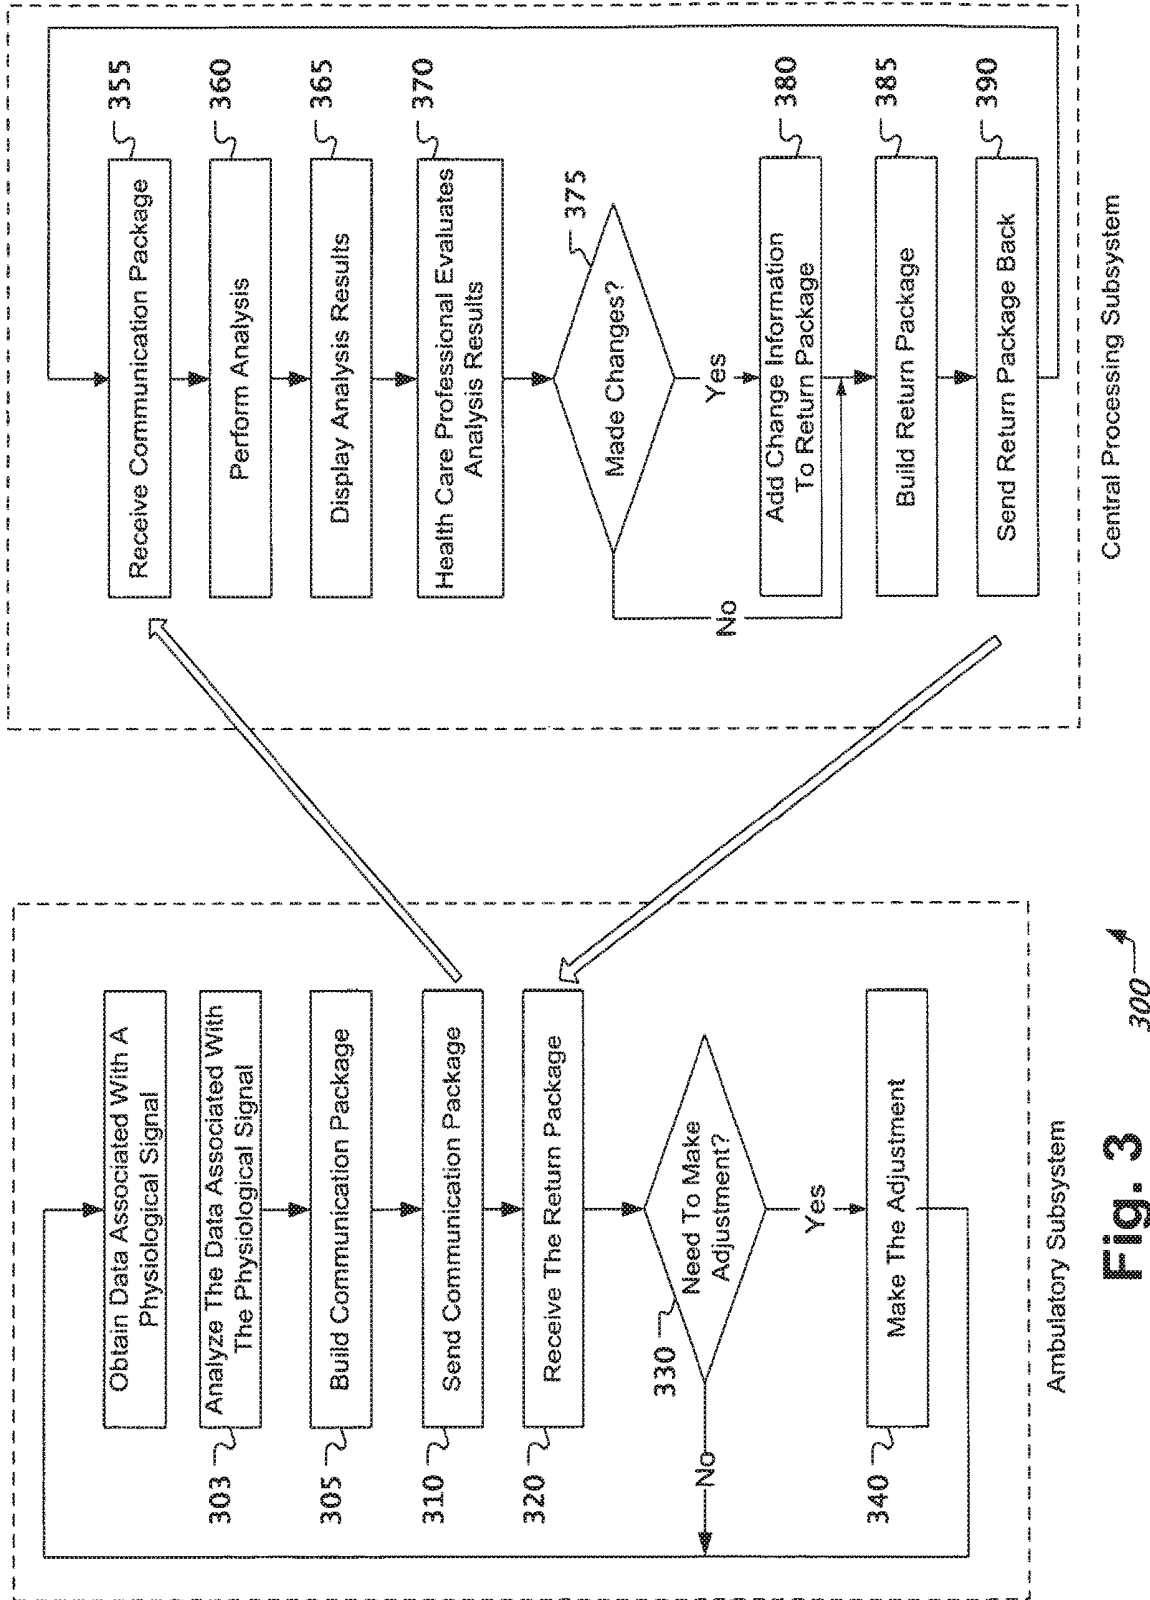 Obtain Data Associated With A
Physiological Signal
303
Analyze The Data Associated With
The Physiological Signal
305
Build Communication Package
310
Send Communication Package
320
Receive The Return Package
330
Need To Make
Adjustment?
No
Yes
340
Make The Adjustment
Ambulatory Subsystem
355
Receive Communication Package
360
Perform Analysis
365
Display Analysis Results
370
Health Care Professional Evaluates
Analysis Results
375
Made Changes?
Yes
No
380
Add Change Information
To Return Package
385
Build Return Package
390
Send Return Package Back
Central Processing Subsystem
Fig. 3
300